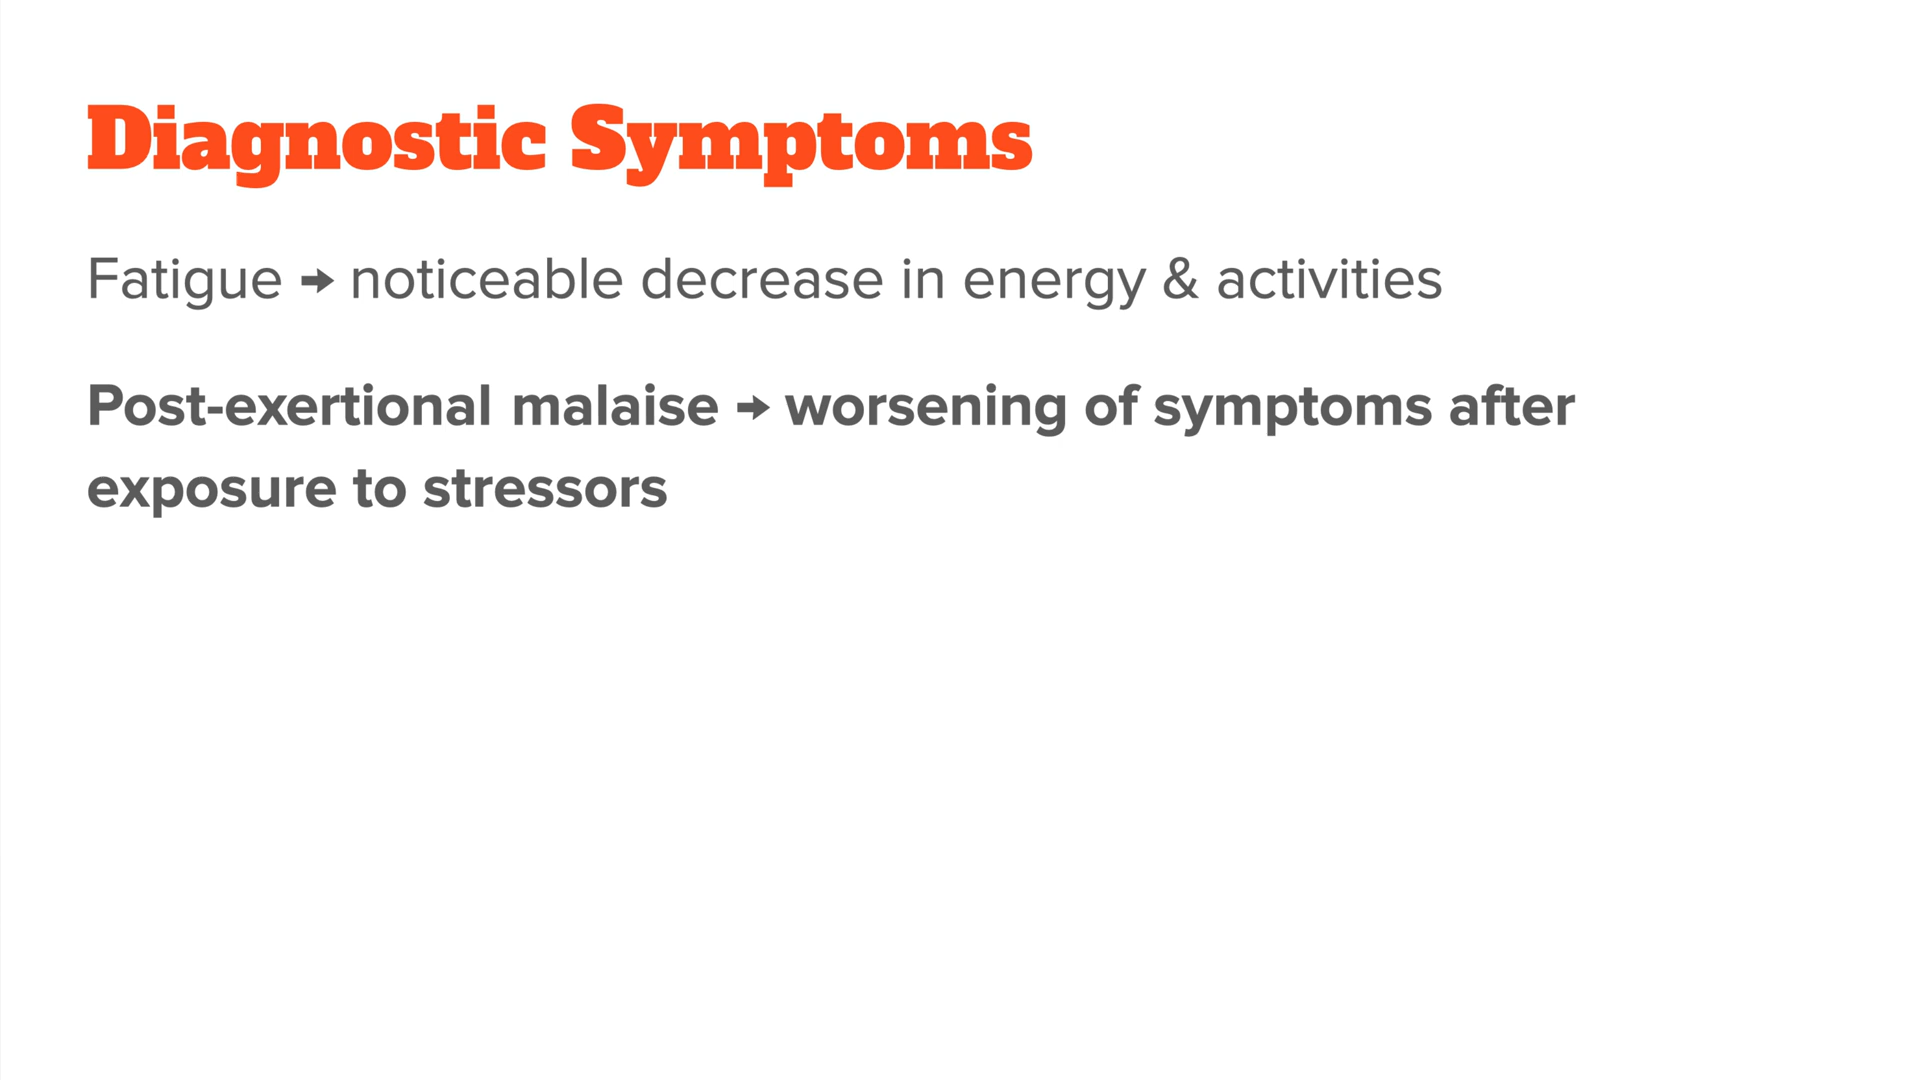 Diagnostic Symptoms
Fatigue → noticeable decrease in energy & activities
Post-exertional malaise → worsening of symptoms after
exposure to stressors